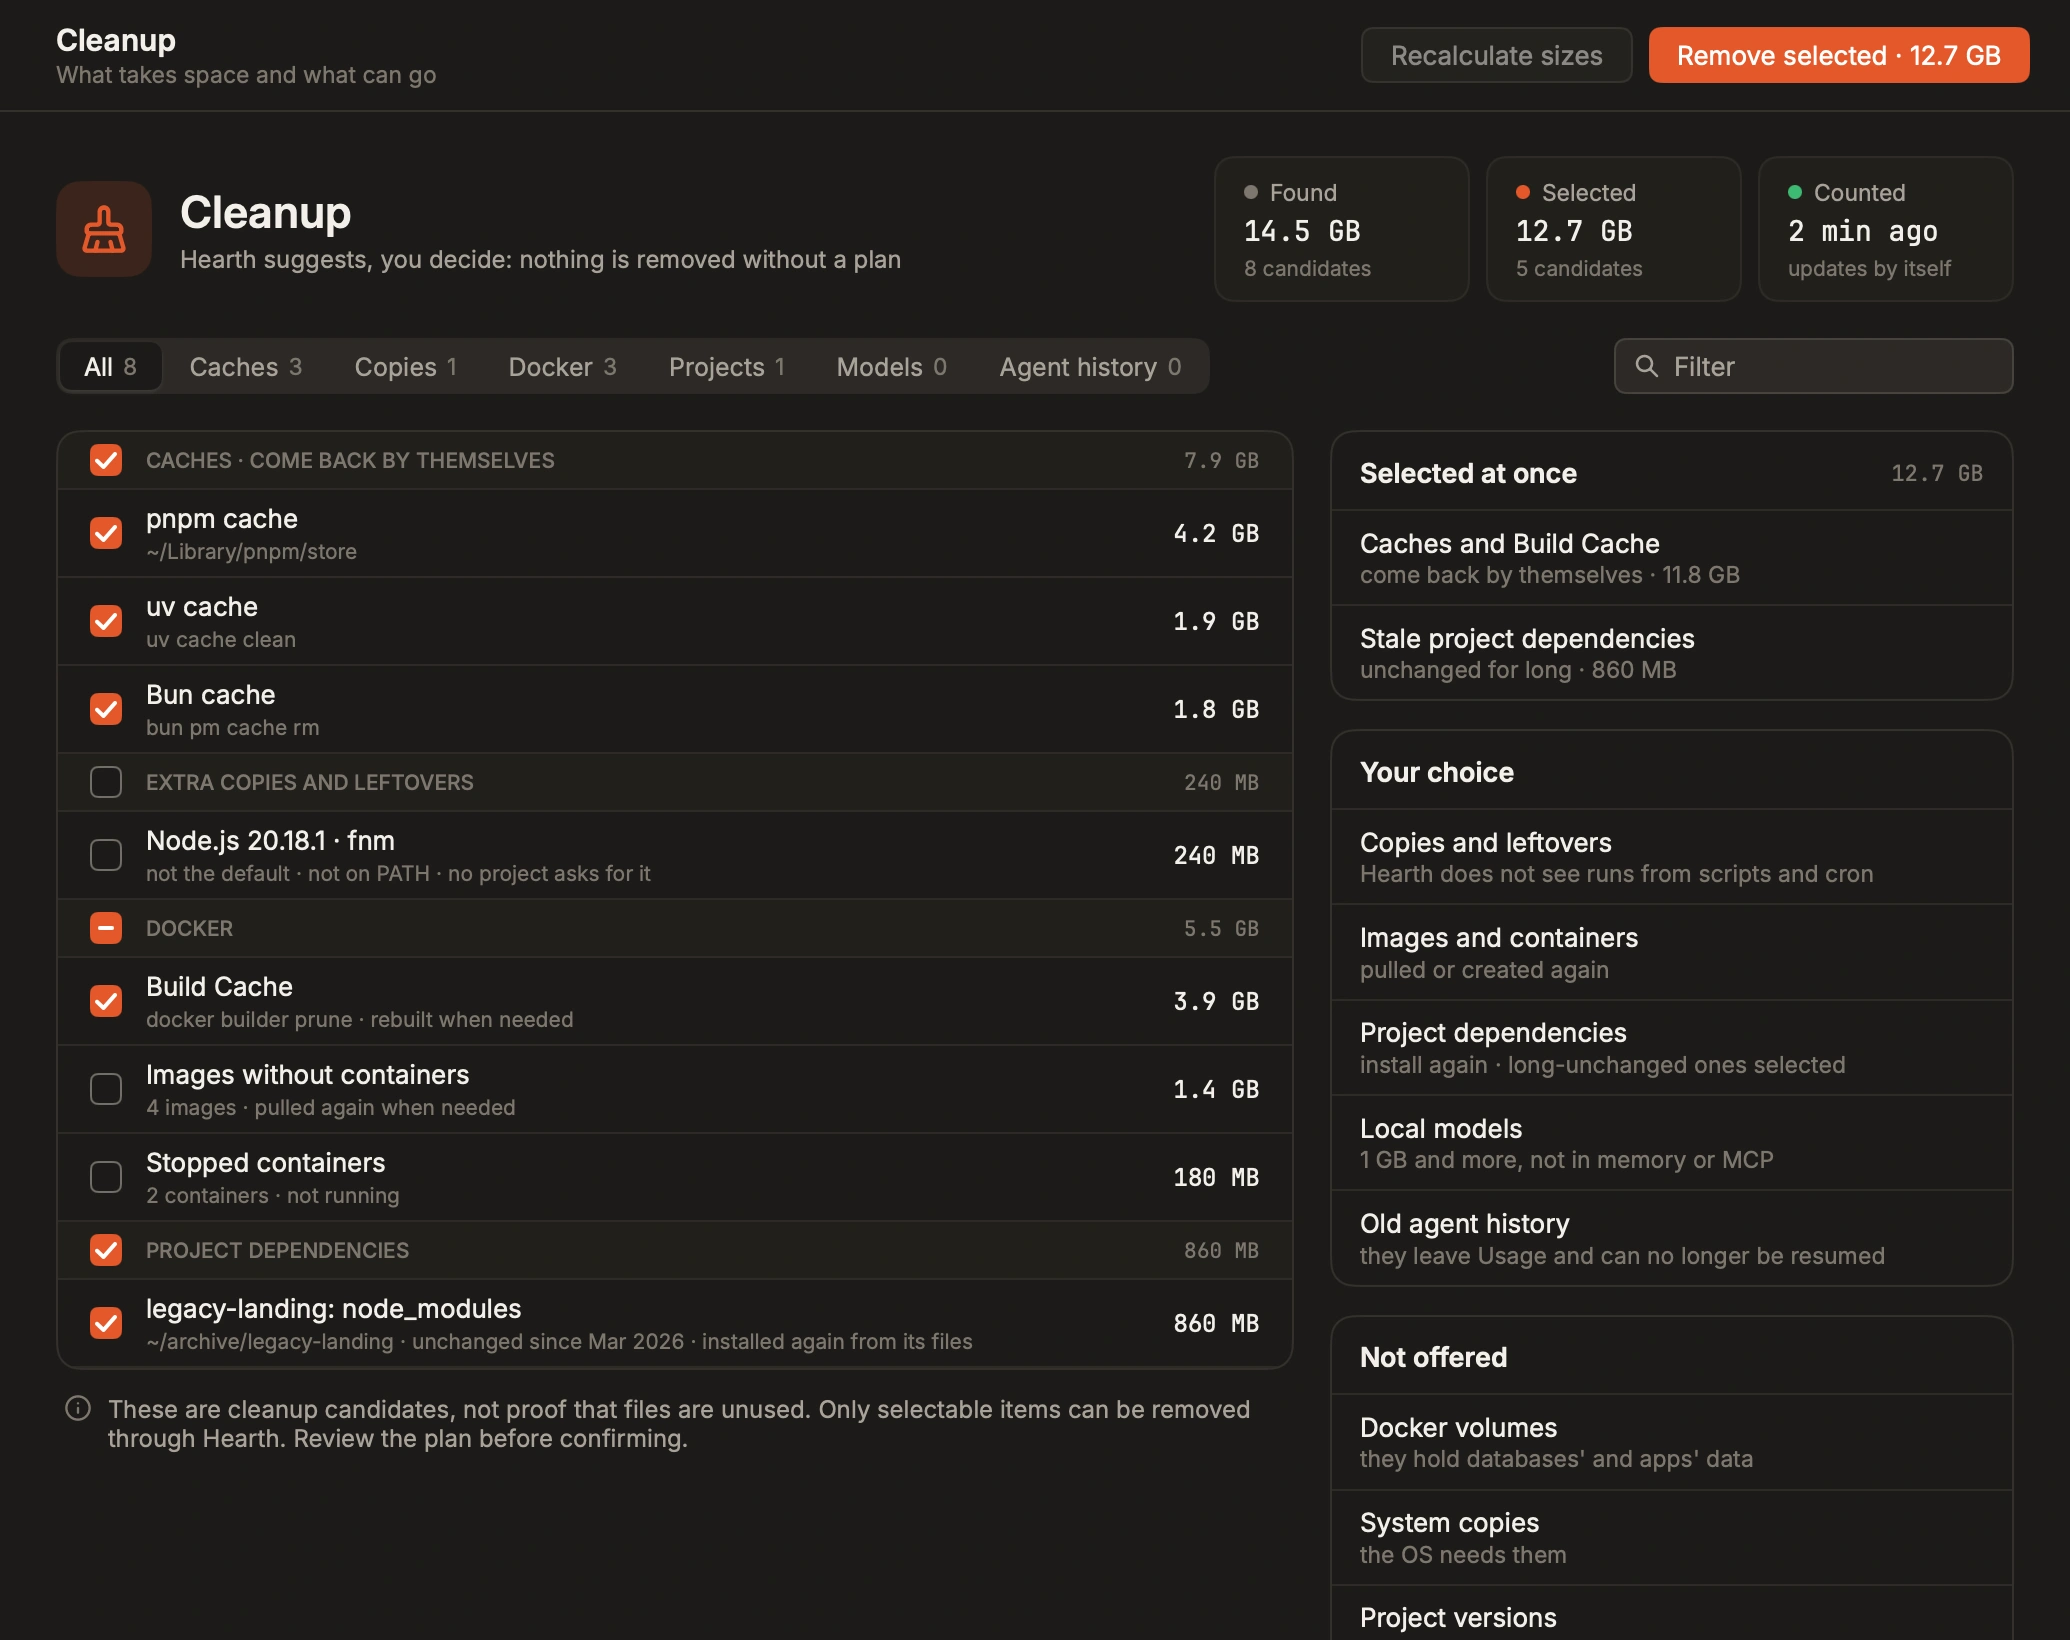 Cleanup
What takes space and what can go
Recalculate sizes
Remove selected · 12.7 GB
Cleanup
Hearth suggests, you decide: nothing is removed without a plan
Found
14.5 GB
8 candidates
Selected
12.7 GB
5 candidates
Counted
2 min ago
updates by itself
All 8
Caches 3
Copies 1
Docker 3
Projects 1
Models 0
Agent history 0
Filter
CACHES · COME BACK BY THEMSELVES 7.9 GB
pnpm cache
~/Library/pnpm/store
4.2 GB
uv cache
uv cache clean
1.9 GB
Bun cache
bun pm cache rm
1.8 GB
EXTRA COPIES AND LEFTOVERS 240 MB
Node.js 20.18.1 · fnm
not the default · not on PATH · no project asks for it
240 MB
DOCKER 5.5 GB
Build Cache
docker builder prune · rebuilt when needed
3.9 GB
Images without containers
4 images · pulled again when needed
1.4 GB
Stopped containers
2 containers · not running
180 MB
PROJECT DEPENDENCIES 860 MB
legacy-landing: node_modules
~/archive/legacy-landing · unchanged since Mar 2026 · installed again from its files
860 MB
These are cleanup candidates, not proof that files are unused. Only selectable items can be removed
through Hearth. Review the plan before confirming.
Selected at once 12.7 GB
Caches and Build Cache
come back by themselves · 11.8 GB
Stale project dependencies
unchanged for long · 860 MB
Your choice
Copies and leftovers
Hearth does not see runs from scripts and cron
Images and containers
pulled or created again
Project dependencies
install again · long-unchanged ones selected
Local models
1 GB and more, not in memory or MCP
Old agent history
they leave Usage and can no longer be resumed
Not offered
Docker volumes
they hold databases' and apps' data
System copies
the OS needs them
Project versions